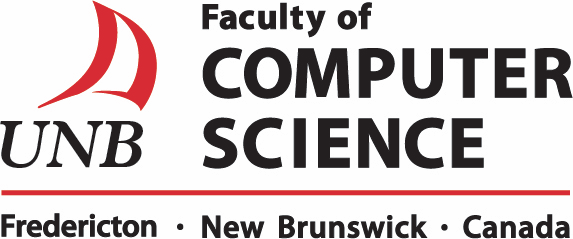 Faculty of
COMPUTER
SCIENCE
UNB
Fredericton · New Brunswick · Canada